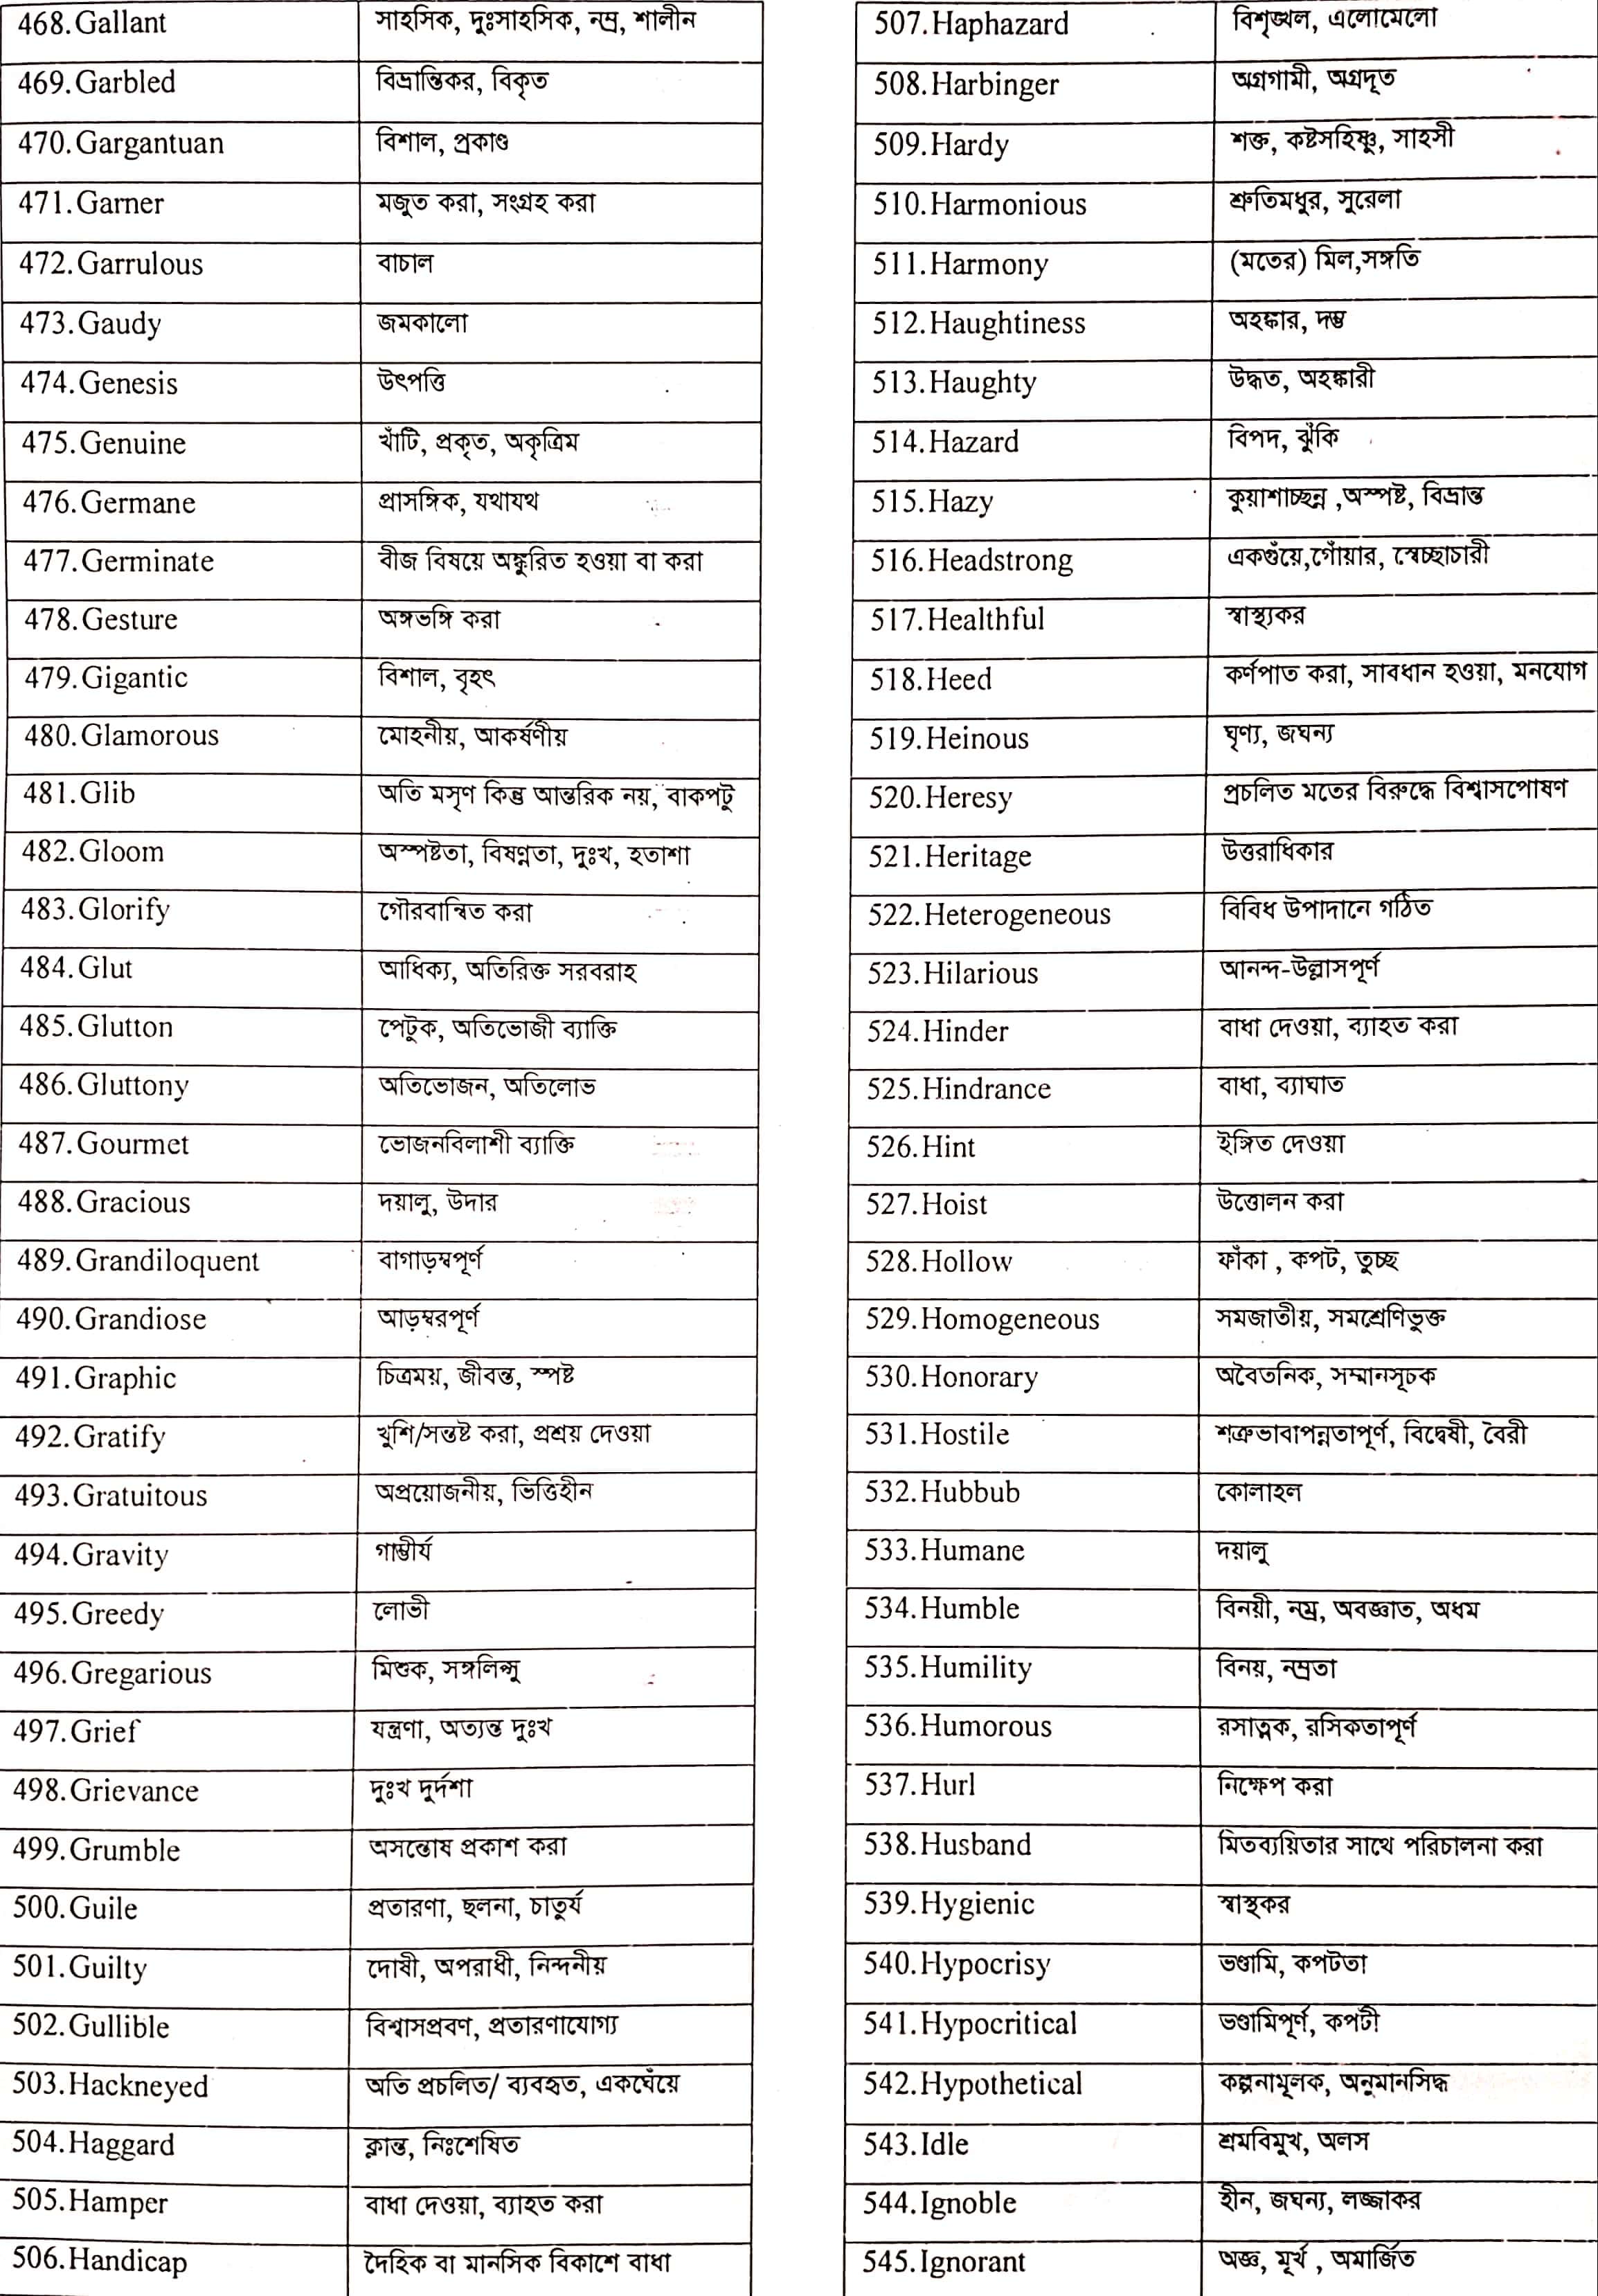 468. Gallant সাহসিক, দুঃসাহসিক, নম্র, শালীন
469. Garbled বিভ্রান্তিকর, বিকৃত
470. Gargantuan বিশাল, প্রকাণ্ড
471. Garner মজুত করা, সংগ্রহ করা
472. Garrulous বাচাল
473. Gaudy জমকালো
474. Genesis উৎপত্তি
475. Genuine খাঁটি, প্রকৃত, অকৃত্রিম
476. Germane প্রাসঙ্গিক, যথাযথ
477. Germinate বীজ বিষয়ে অঙ্কুরিত হওয়া বা করা
478. Gesture অঙ্গভঙ্গি করা
479. Gigantic বিশাল, বৃহৎ
480. Glamorous মোহনীয়, আকর্ষণীয়
481. Glib অতি মসৃণ কিন্তু আন্তরিক নয়, বাকপটু
482. Gloom অস্পষ্টতা, বিষণ্নতা, দুঃখ, হতাশা
483. Glorify গৌরবান্বিত করা
484. Glut আধিক্য, অতিরিক্ত সরবরাহ
485. Glutton পেটুক, অতিভোজী ব্যাক্তি
486. Gluttony অতিভোজন, অতিলোভ
487. Gourmet ভোজনবিলাশী ব্যাক্তি
488. Gracious দয়ালু, উদার
489. Grandiloquent বাগাড়ম্বপূর্ণ
490. Grandiose আড়ম্বরপূর্ণ
491. Graphic চিত্রময়, জীবন্ত, স্পষ্ট
492. Gratify খুশি/সন্তষ্ট করা, প্রশ্রয় দেওয়া
493. Gratuitous অপ্রয়োজনীয়, ভিত্তিহীন
494. Gravity গাম্ভীর্য
495. Greedy লোভী
496. Gregarious মিশুক, সঙ্গলিপ্সু
497. Grief যন্ত্রণা, অত্যন্ত দুঃখ
498. Grievance দুঃখ দুর্দশা
499. Grumble অসন্তোষ প্রকাশ করা
500. Guile প্রতারণা, ছলনা, চাতুর্য
501. Guilty দোষী, অপরাধী, নিন্দনীয়
502. Gullible বিশ্বাসপ্রবণ, প্রতারণাযোগ্য
503. Hackneyed অতি প্রচলিত/ ব্যবহৃত, একঘেঁয়ে
504. Haggard ক্লান্ত, নিঃশেষিত
505. Hamper বাধা দেওয়া, ব্যাহত করা
506. Handicap দৈহিক বা মানসিক বিকাশে বাধা
507. Haphazard বিশৃঙ্খল, এলোমেলো
508. Harbinger অগ্রগামী, অগ্রদূত
509. Hardy শক্ত, কষ্টসহিষ্ণু, সাহসী
510. Harmonious শ্রুতিমধুর, সুরেলা
511. Harmony (মতের) মিল,সঙ্গতি
512. Haughtiness অহঙ্কার, দম্ভ
513. Haughty উদ্ধত, অহঙ্কারী
514. Hazard বিপদ, ঝুঁকি
515. Hazy কুয়াশাচ্ছন্ন ,অস্পষ্ট, বিভ্রান্ত
516. Headstrong একগুঁয়ে,গোঁয়ার, স্বেচ্ছাচারী
517. Healthful স্বাস্থ্যকর
518. Heed কর্ণপাত করা, সাবধান হওয়া, মনযোগ
519. Heinous ঘৃণ্য, জঘন্য
520. Heresy প্রচলিত মতের বিরুদ্ধে বিশ্বাসপোষণ
521. Heritage উত্তরাধিকার
522. Heterogeneous বিবিধ উপাদানে গঠিত
523. Hilarious আনন্দ-উল্লাসপূর্ণ
524. Hinder বাধা দেওয়া, ব্যাহত করা
525. Hindrance বাধা, ব্যাঘাত
526. Hint ইঙ্গিত দেওয়া
527. Hoist উত্তোলন করা
528. Hollow ফাঁকা , কপট, তুচ্ছ
529. Homogeneous সমজাতীয়, সমশ্রেণিভুক্ত
530. Honorary অবৈতনিক, সম্মানসূচক
531. Hostile শত্রুভাবাপন্নতাপূর্ণ, বিদ্বেষী, বৈরী
532. Hubbub কোলাহল
533. Humane দয়ালু
534. Humble বিনয়ী, নম্র, অবজ্ঞাত, অধম
535. Humility বিনয়, নম্রতা
536. Humorous রসাত্নক, রসিকতাপূর্ণ
537. Hurl নিক্ষেপ করা
538. Husband মিতব্যয়িতার সাথে পরিচালনা করা
539. Hygienic স্বাস্থকর
540. Hypocrisy ভণ্ডামি, কপটতা
541. Hypocritical ভণ্ডামিপূর্ণ, কপটী
542. Hypothetical কল্পনামূলক, অনুমানসিদ্ধ
543. Idle শ্রমবিমুখ, অলস
544. Ignoble হীন, জঘন্য, লজ্জাকর
545. Ignorant অজ্ঞ, মূর্খ , অমার্জিত